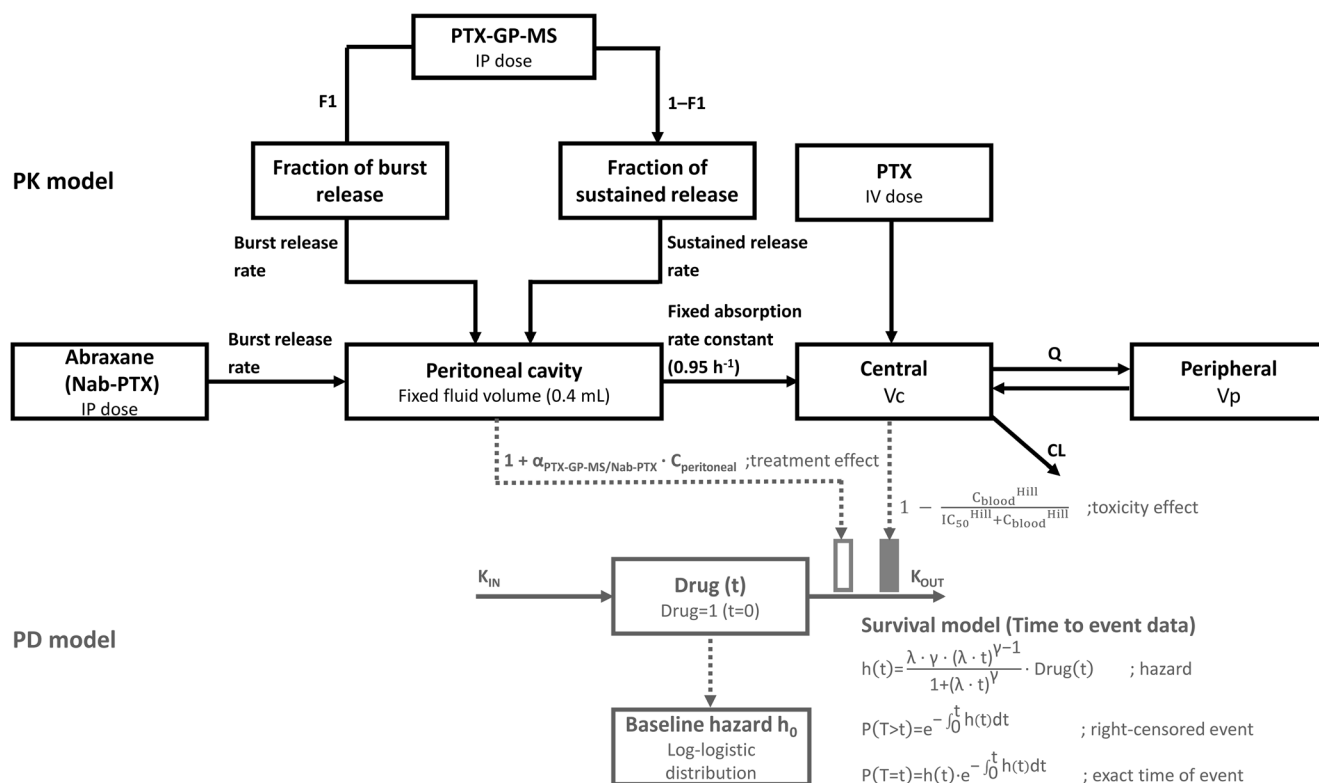 PTX-GP-MS
IP dose
F1
1–F1
PK model
Fraction of burst
release
Fraction of
sustained release
PTX
IV dose
Burst release
rate
Sustained release
rate
Abraxane
(Nab-PTX)
IP dose
Burst release
rate
Peritoneal cavity
Fixed fluid volume (0.4 mL)
Fixed absorption
rate constant
(0.95 h⁻¹)
Central
Vc
Q
Peripheral
Vp
CL
1 + α_PTX-GP-MS/Nab-PTX · C_peritoneal ;treatment effect
1 − C_blood^Hill / (IC_50^Hill+C_blood^Hill) ;toxicity effect
PD model
K_IN
Drug (t)
Drug=1 (t=0)
K_OUT
Baseline hazard h₀
Log-logistic
distribution
Survival model (Time to event data)
h(t)=λ · γ · (λ · t)^(γ−1) / (1+(λ · t)^γ) · Drug(t) ; hazard
P(T>t)=e^(− ∫₀ᵗ h(t)dt) ; right-censored event
P(T=t)=h(t)·e^(− ∫₀ᵗ h(t)dt) ; exact time of event